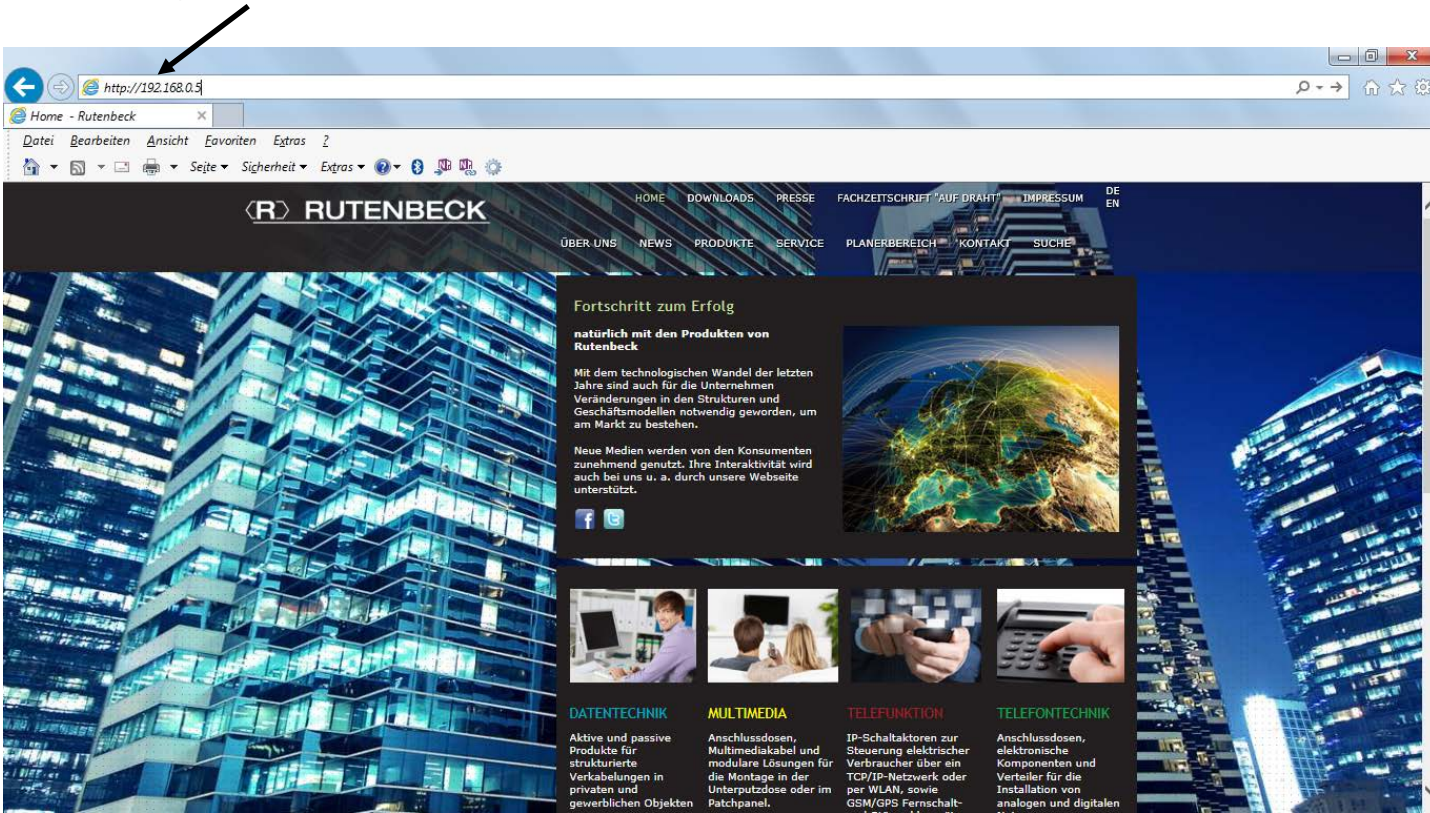 http://192.168.0.5
Home - Rutenbeck
Datei Bearbeiten Ansicht Favoriten Extras ?
Seite Sicherheit Extras
RUTENBECK
HOME DOWNLOADS PRESSE FACHZEITSCHRIFT "AUF DRAHT" IMPRESSUM DE
EN
ÜBER UNS NEWS PRODUKTE SERVICE PLANERBEREICH KONTAKT SUCHE
Fortschritt zum Erfolg
natürlich mit den Produkten von
Rutenbeck
Mit dem technologischen Wandel der letzten
Jahre sind auch für die Unternehmen
Veränderungen in den Strukturen und
Geschäftsmodellen notwendig geworden, um
am Markt zu bestehen.
Neue Medien werden von den Konsumenten
zunehmend genutzt. Ihre Interaktivität wird
auch bei uns u. a. durch unsere Webseite
unterstützt.
DATENTECHNIK
Aktive und passive
Produkte für
strukturierte
Verkabelungen in
privaten und
gewerblichen Objekten
MULTIMEDIA
Anschlussdosen,
Multimediakabel und
modulare Lösungen für
die Montage in der
Unterputzdose oder im
Patchpanel.
TELEFUNKTION
IP-Schaltaktoren zur
Steuerung elektrischer
Verbraucher über ein
TCP/IP-Netzwerk oder
per WLAN, sowie
GSM/GPS Fernschalt-
TELEFONTECHNIK
Anschlussdosen,
elektronische
Komponenten und
Verteiler für die
Installation von
analogen und digitalen